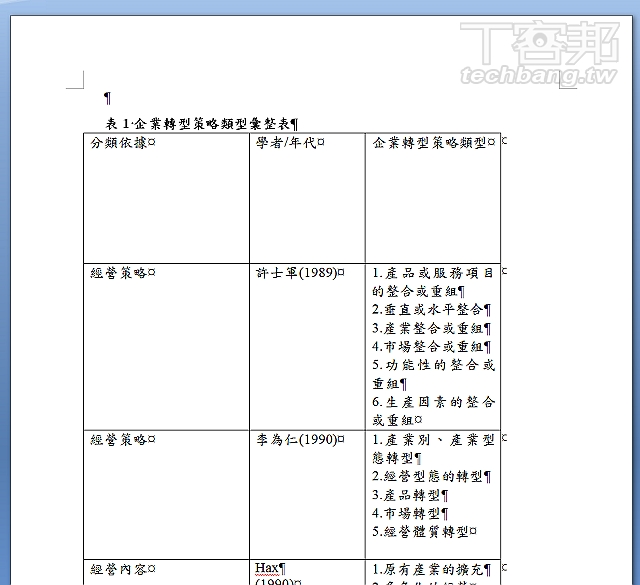 T客邦
techbang.tw
表 1 企業轉型策略類型彙整表
分類依據
學者/年代
企業轉型策略類型
經營策略
許士軍(1989)
1.產品或服務項目
的整合或重組
2.垂直或水平整合
3.產業整合或重組
4.市場整合或重組
5.功能性的整合或
重組
6.生產因素的整合
或重組
經營策略
李為仁(1990)
1.產業別、產業型
態轉型
2.經營型態的轉型
3.產品轉型
4.市場轉型
5.經營體質轉型
經營內容
Hax
(1990)
1.原有產業的擴充